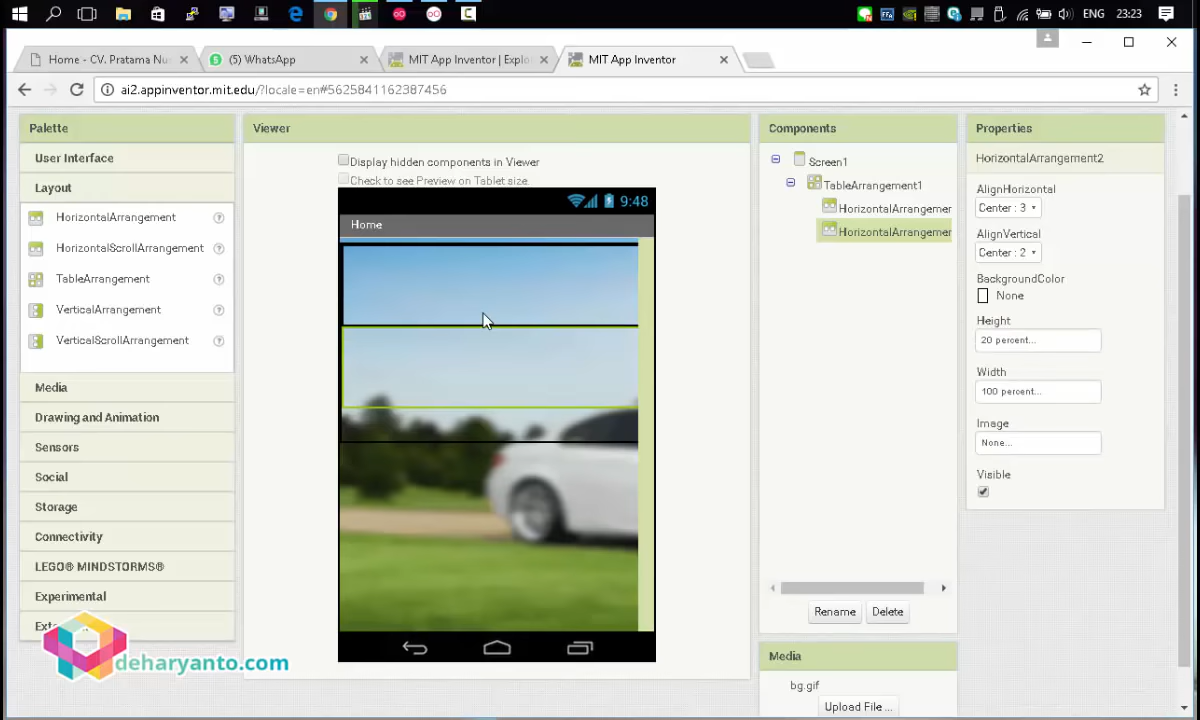 ENG 23:23
Home - CV. Pratama Nu
(5) WhatsApp
MIT App Inventor | Explo
MIT App Inventor
ai2.appinventor.mit.edu/?locale=en#5625841162387456
Palette
User Interface
Layout
HorizontalArrangement
HorizontalScrollArrangement
TableArrangement
VerticalArrangement
VerticalScrollArrangement
Media
Drawing and Animation
Sensors
Social
Storage
Connectivity
LEGO® MINDSTORMS®
Experimental
deharyanto.com
Viewer
Display hidden components in Viewer
Check to see Preview on Tablet size.
9:48
Home
Components
Screen1
TableArrangement1
HorizontalArrangemer
HorizontalArrangemer
Rename Delete
Media
bg.gif
Upload File ...
Properties
HorizontalArrangement2
AlignHorizontal
Center : 3
AlignVertical
Center : 2
BackgroundColor
None
Height
20 percent...
Width
100 percent...
Image
None...
Visible